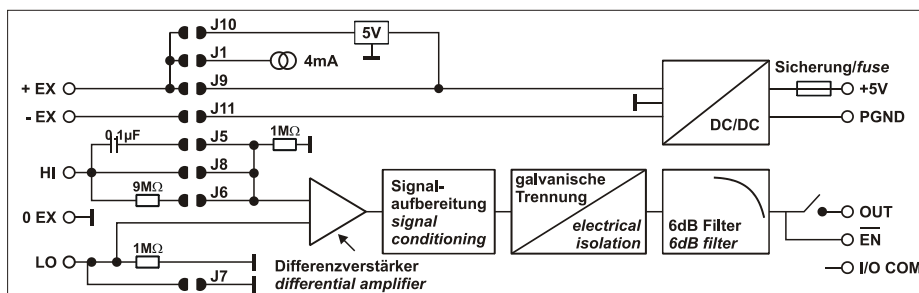 J10
5V
J1
4mA
Sicherung/fuse
+ EX
J9
+5V
- EX
J11
DC/DC
PGND
0,1µF
J5
1MΩ
HI
J8
9MΩ
J6
Signal-
aufbereitung
signal
conditioning
galvanische
Trennung
electrical
isolation
6dB Filter
6dB filter
OUT
0 EX
EN
LO
1MΩ
Differenzverstärker
differential amplifier
I/O COM
J7